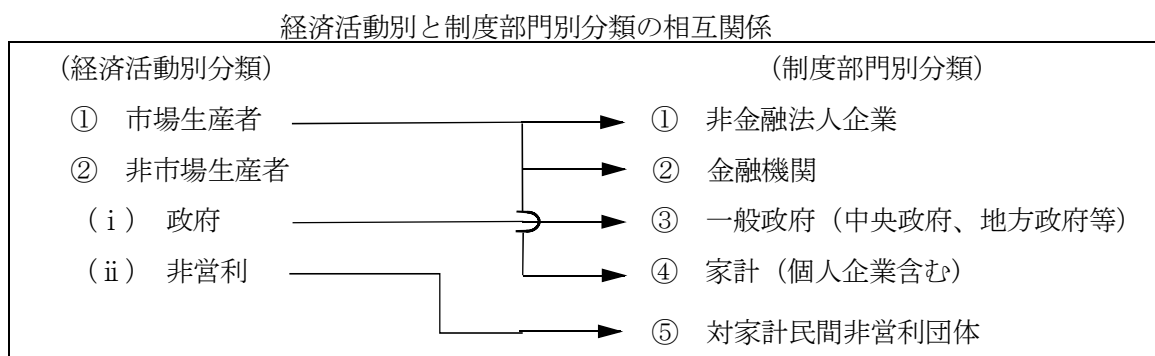 経済活動別と制度部門別分類の相互関係
(経済活動別分類) (制度部門別分類)
① 市場生産者 ① 非金融法人企業
② 非市場生産者 ② 金融機関
(ⅰ) 政府 ③ 一般政府（中央政府、地方政府等）
(ⅱ) 非営利 ④ 家計（個人企業含む）
⑤ 対家計民間非営利団体